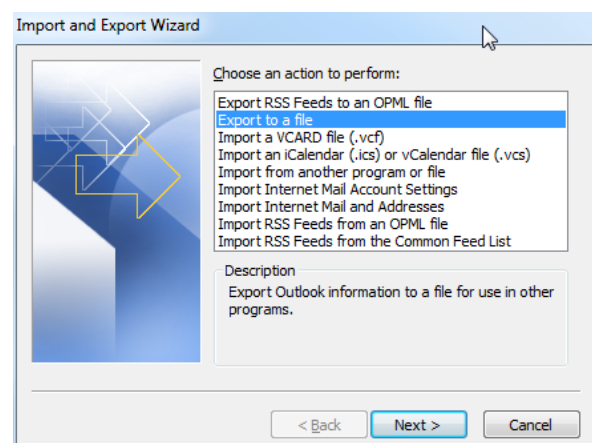 Import and Export Wizard
Choose an action to perform:
Export RSS Feeds to an OPML file
Export to a file
Import a VCARD file (.vcf)
Import an iCalendar (.ics) or vCalendar file (.vcs)
Import from another program or file
Import Internet Mail Account Settings
Import Internet Mail and Addresses
Import RSS Feeds from an OPML file
Import RSS Feeds from the Common Feed List
Description
Export Outlook information to a file for use in other
programs.
< Back Next > Cancel